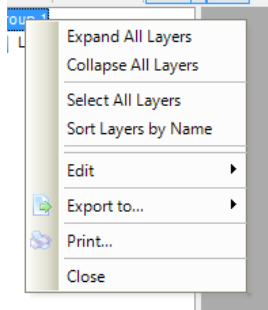 Expand All Layers
Collapse All Layers
Select All Layers
Sort Layers by Name
Edit
Export to...
Print...
Close